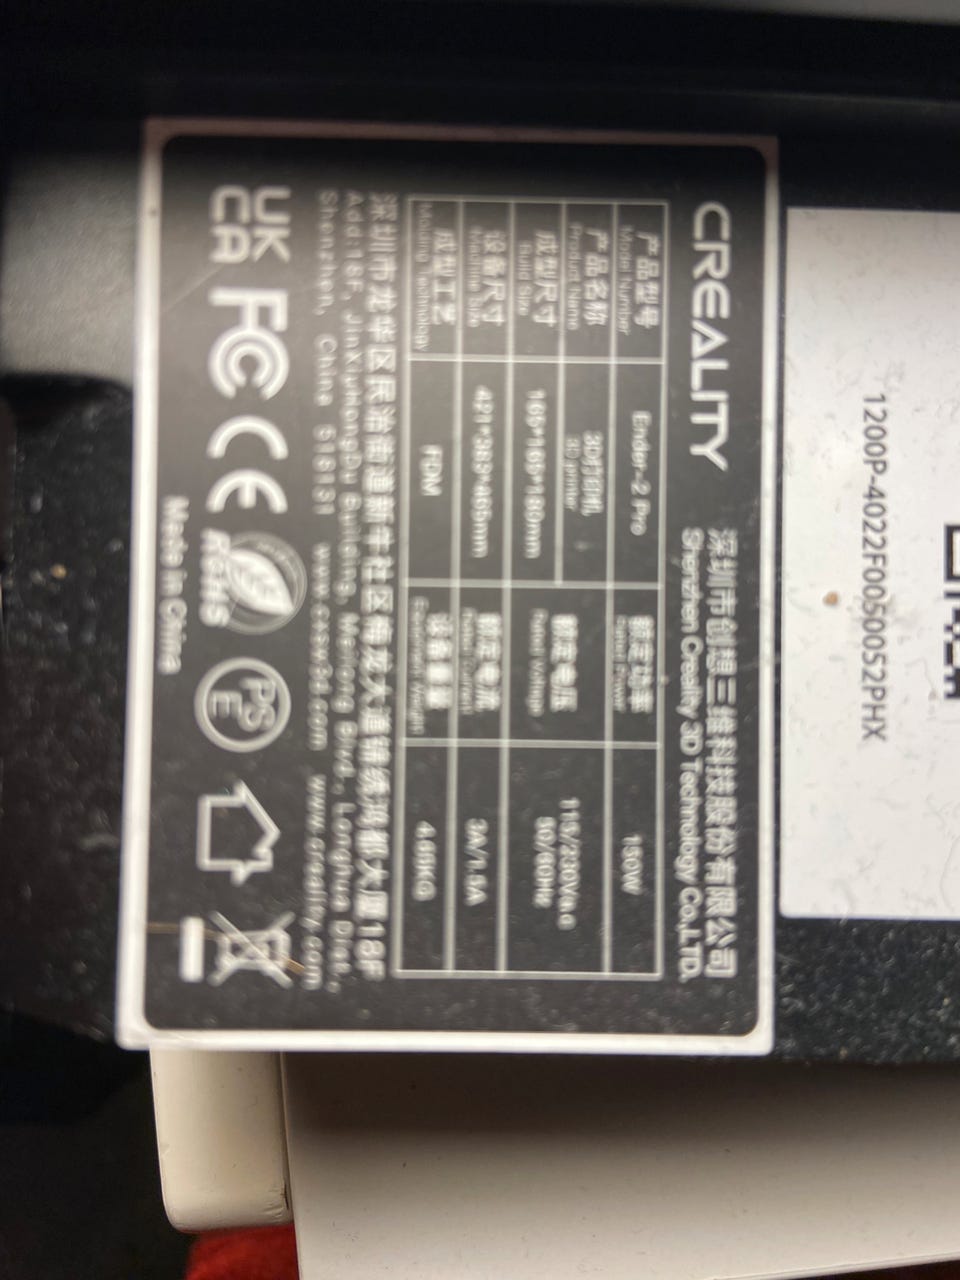 CREALITY
深圳市创想三维科技股份有限公司
Shenzhen Creality 3D Technology Co.,LTD.
产品型号
Model Number
Ender-2 Pro
额定功率
Rated Power
150W
产品名称
Product Name
3D打印机
3D printer
额定电压
Rated Voltage
115/230Vac
50/60Hz
成型尺寸
Build Size
165*165*180mm
设备尺寸
Machine Size
421*383*465mm
额定电流
Rated Current
3A/1.5A
成型工艺
Molding Technology
FDM
设备重量
Equipment Weight
4.65KG
深圳市龙华区民治街道新牛社区梅龙大道锦绣鸿都大厦18F
Add:18F, JinXiuHongDu Building, Meilong Blvd., Longhua Dist.,
Shenzhen, China 518131 www.cxsw3d.com www.creality.com
UK
CA
FC
CE
RoHS
PS
E
Made in China
1200P-4022F0050052PHX